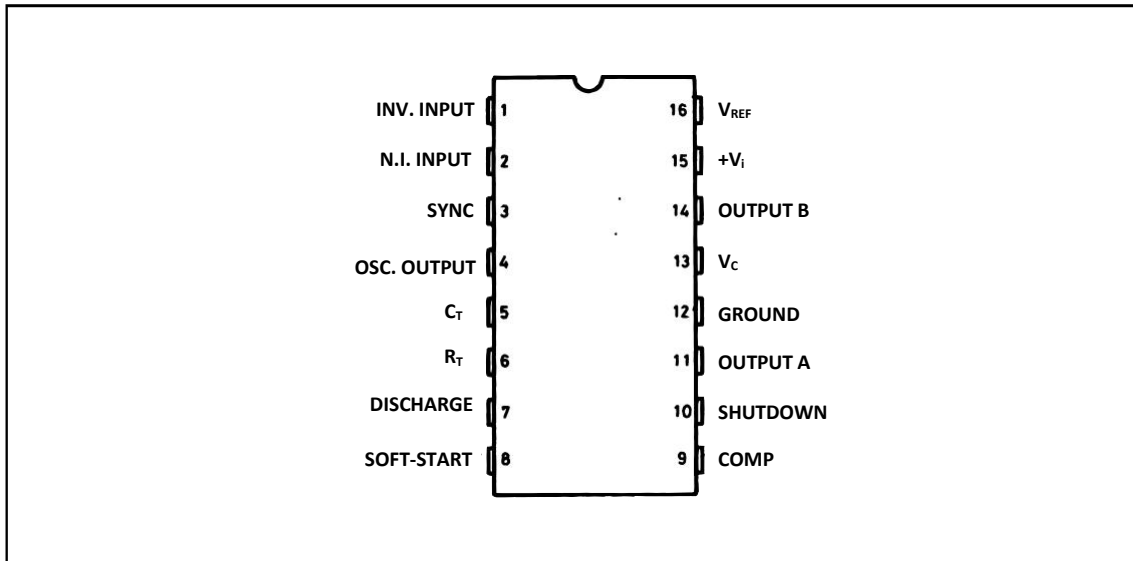 INV. INPUT 1 16 VREF
N.I. INPUT 2 15 +Vi
SYNC 3 14 OUTPUT B
OSC. OUTPUT 4 13 VC
CT 5 12 GROUND
RT 6 11 OUTPUT A
DISCHARGE 7 10 SHUTDOWN
SOFT-START 8 9 COMP